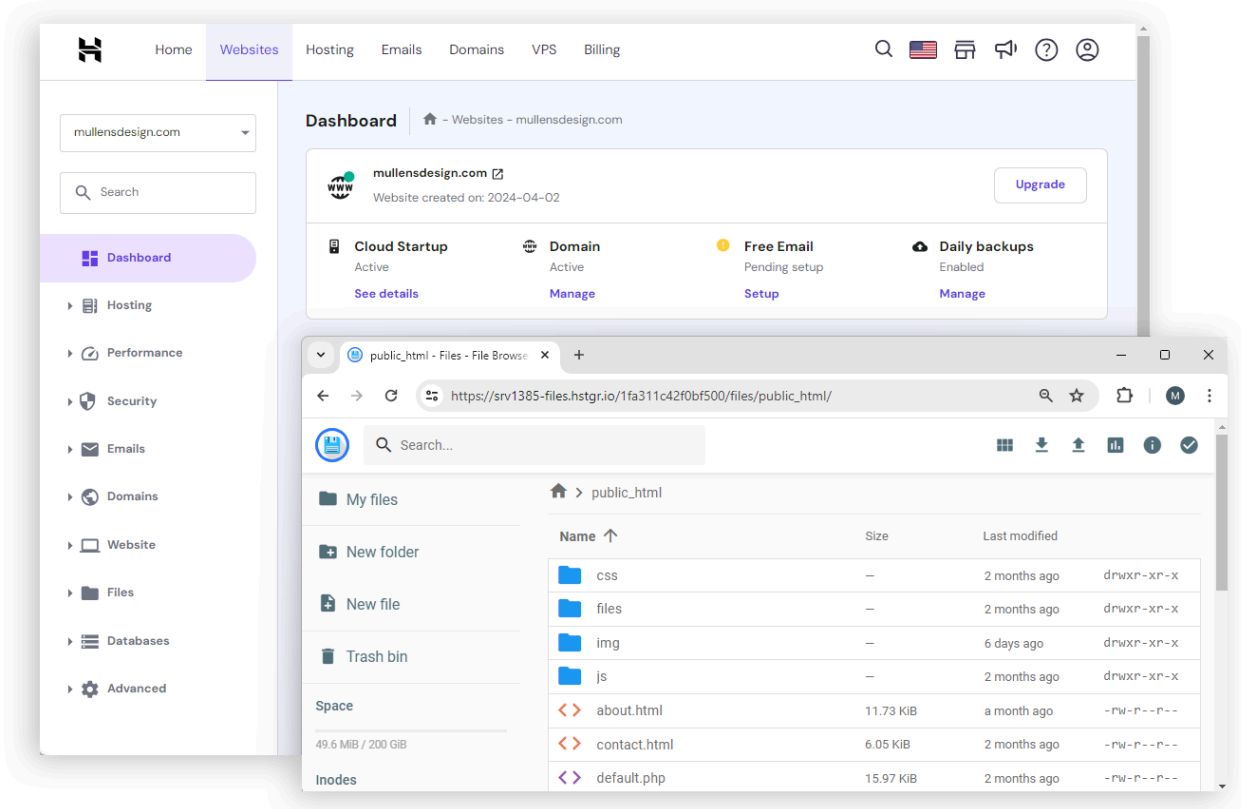 Home Websites Hosting Emails Domains VPS Billing
mullensdesign.com
Search
Dashboard
Hosting
Performance
Security
Emails
Domains
Website
Files
Databases
Advanced
Dashboard – Websites – mullensdesign.com
mullensdesign.com
Website created on: 2024-04-02
Upgrade
Cloud Startup
Active
See details
Domain
Active
Manage
Free Email
Pending setup
Setup
Daily backups
Enabled
Manage
public_html - Files - File Browse
https://srv1385-files.hstgr.io/1fa311c42f0bf500/files/public_html/
M
Search...
My files
New folder
New file
Trash bin
Space
49.6 MiB / 200 GiB
Inodes
> public_html
Name Size Last modified
css — 2 months ago drwxr-xr-x
files — 2 months ago drwxr-xr-x
img — 6 days ago drwxr-xr-x
js — 2 months ago drwxr-xr-x
about.html 11.73 KiB a month ago -rw-r--r--
contact.html 6.05 KiB 2 months ago -rw-r--r--
default.php 15.97 KiB 2 months ago -rw-r--r--